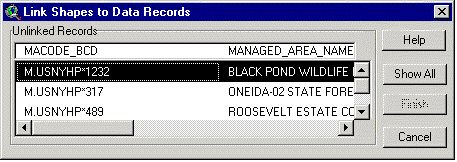 Link Shapes to Data Records
Unlinked Records
MACODE_BCD MANAGED_AREA_NAME
M.USNYHP*1232 BLACK POND WILDLIFE
M.USNYHP*317 ONEIDA-02 STATE FORE
M.USNYHP*489 ROOSEVELT ESTATE CO
Help
Show All
Finish
Cancel